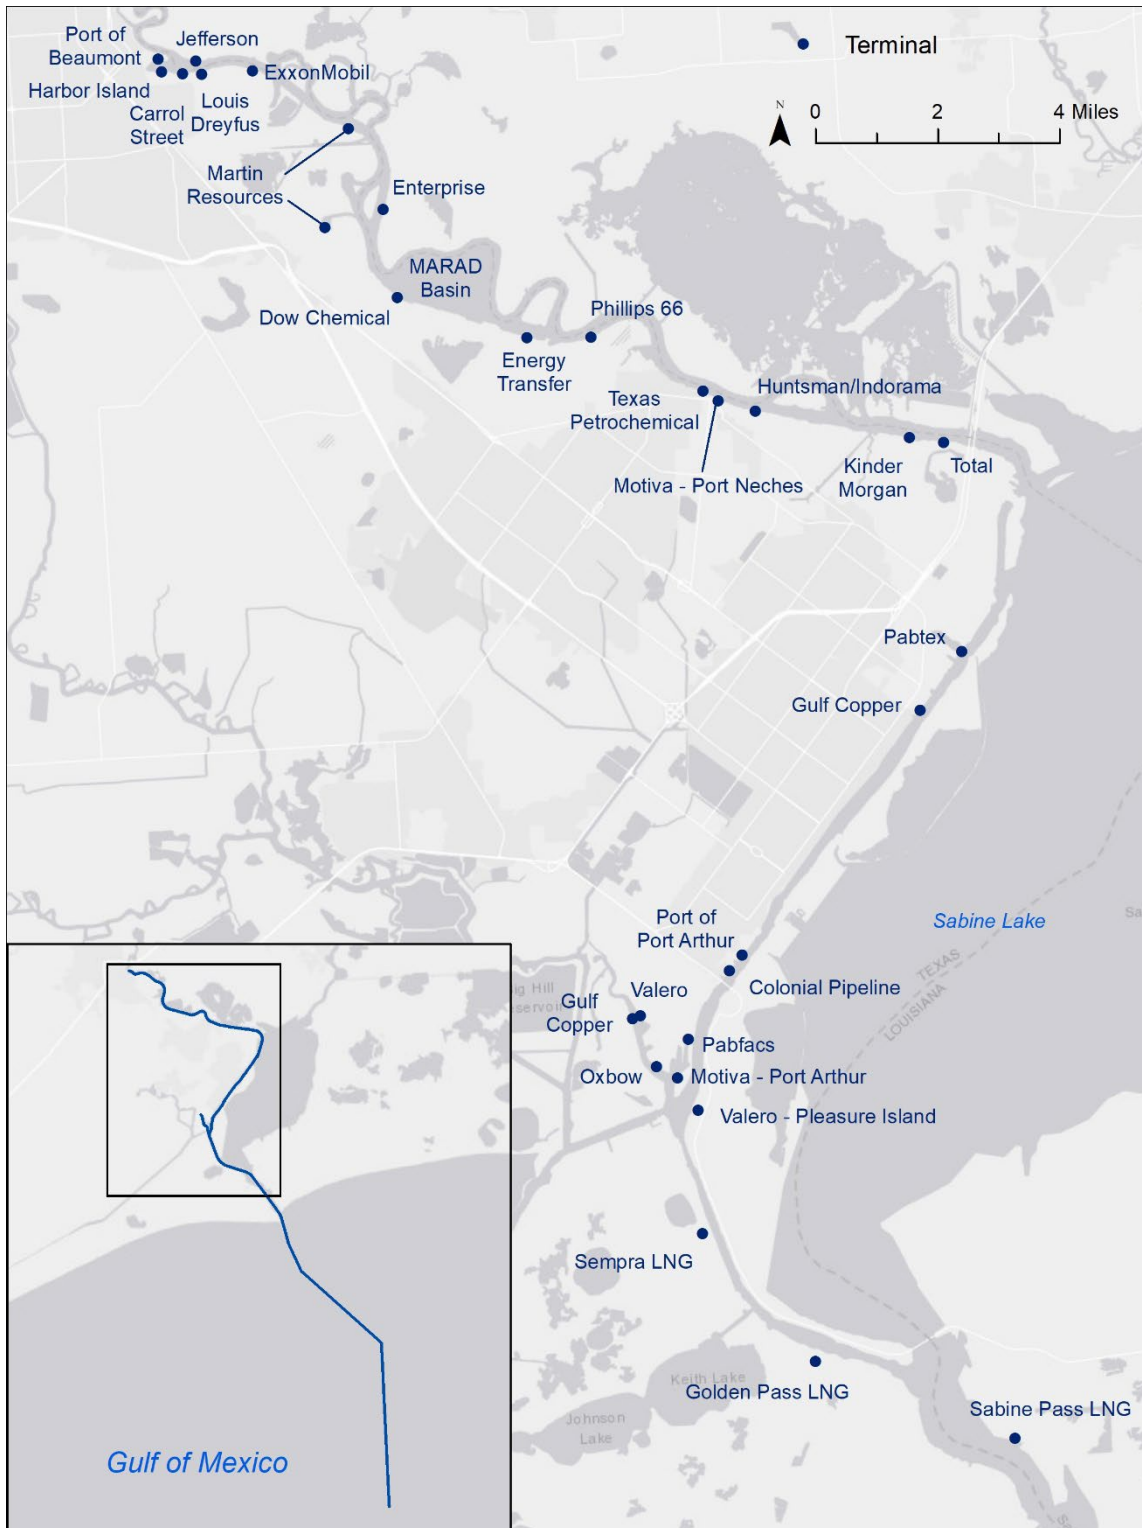 Port of
Beaumont
Jefferson
Terminal
ExxonMobil
Harbor Island
Carrol
Street
Louis
Dreyfus
N
0 2 4 Miles
Martin
Resources
Enterprise
MARAD
Basin
Dow Chemical
Phillips 66
Energy
Transfer
Huntsman/Indorama
Texas
Petrochemical
Motiva - Port Neches
Kinder
Morgan
Total
Pabtex
Gulf Copper
Sabine Lake
Port of
Port Arthur
TEXAS
LOUISIANA
Colonial Pipeline
Valero
Gulf
Copper
Pabfacs
Oxbow
Motiva - Port Arthur
Valero - Pleasure Island
Sempra LNG
Keith Lake
Golden Pass LNG
Johnson
Lake
Sabine Pass LNG
Gulf of Mexico